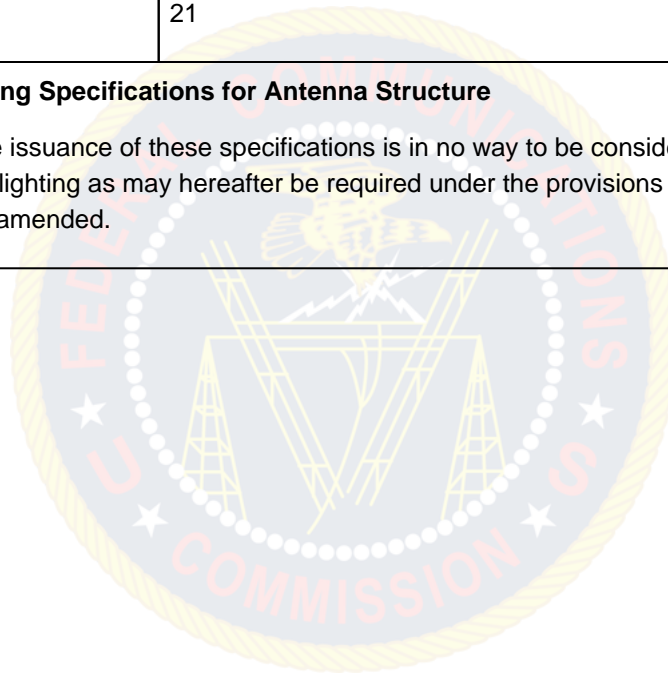 21
ng Specifications for Antenna Structure
e issuance of these specifications is in no way to be conside
lighting as may hereafter be required under the provisions
amended.
FEDERAL COMMUNICATIONS
COMMISSION
U S